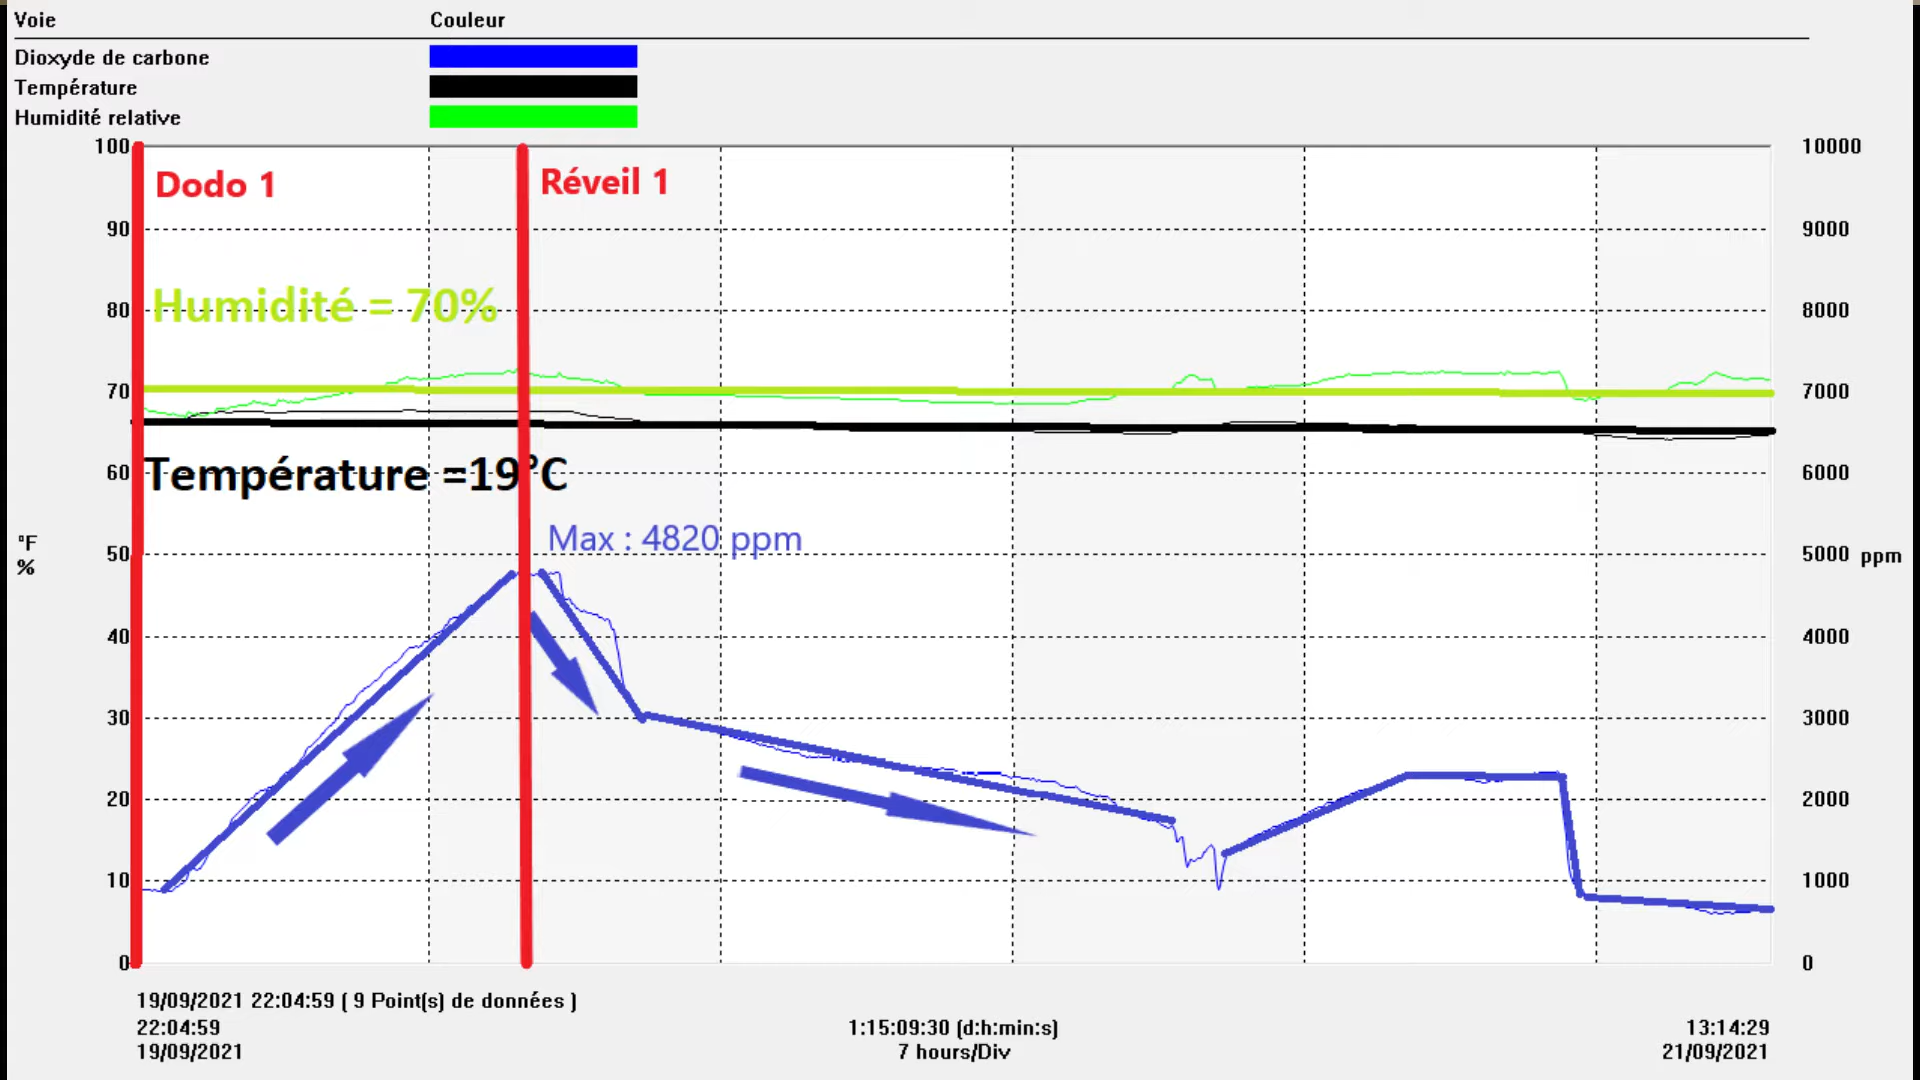 Voie Couleur
Dioxyde de carbone
Température
Humidité relative
100 10000
Dodo 1 Réveil 1
90 9000
Humidité = 70%
80 8000
70 7000
Température =19°C
60 6000
Max : 4820 ppm
°F
%
50 5000 ppm
40 4000
30 3000
20 2000
10 1000
0 0
19/09/2021 22:04:59 ( 9 Point(s) de données )
22:04:59 1:15:09:30 (d:h:min:s) 13:14:29
19/09/2021 7 hours/Div 21/09/2021